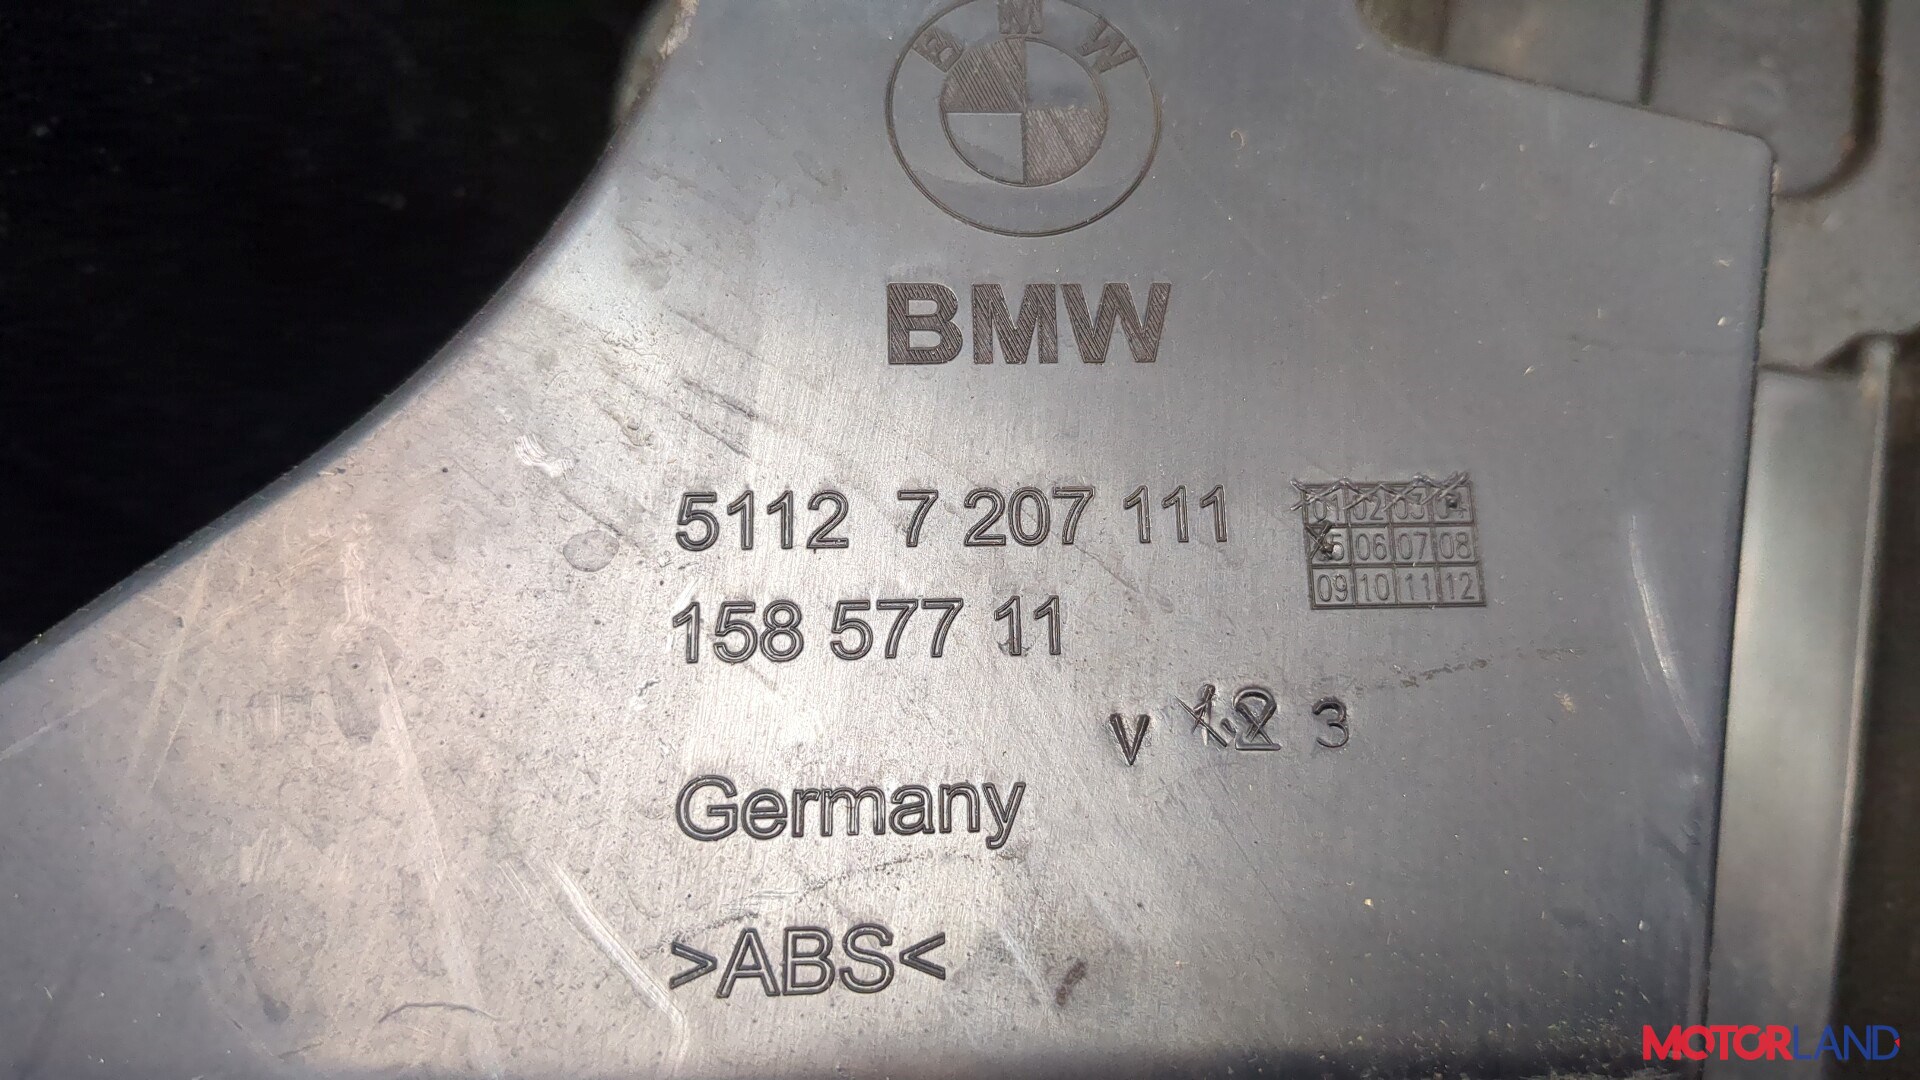 BMW
BMW
5112 7 207 111
01 02 03 04
05 06 07 08
09 10 11 12
158 577 11
v 1 2 3
Germany
>ABS<
MOTORLAND